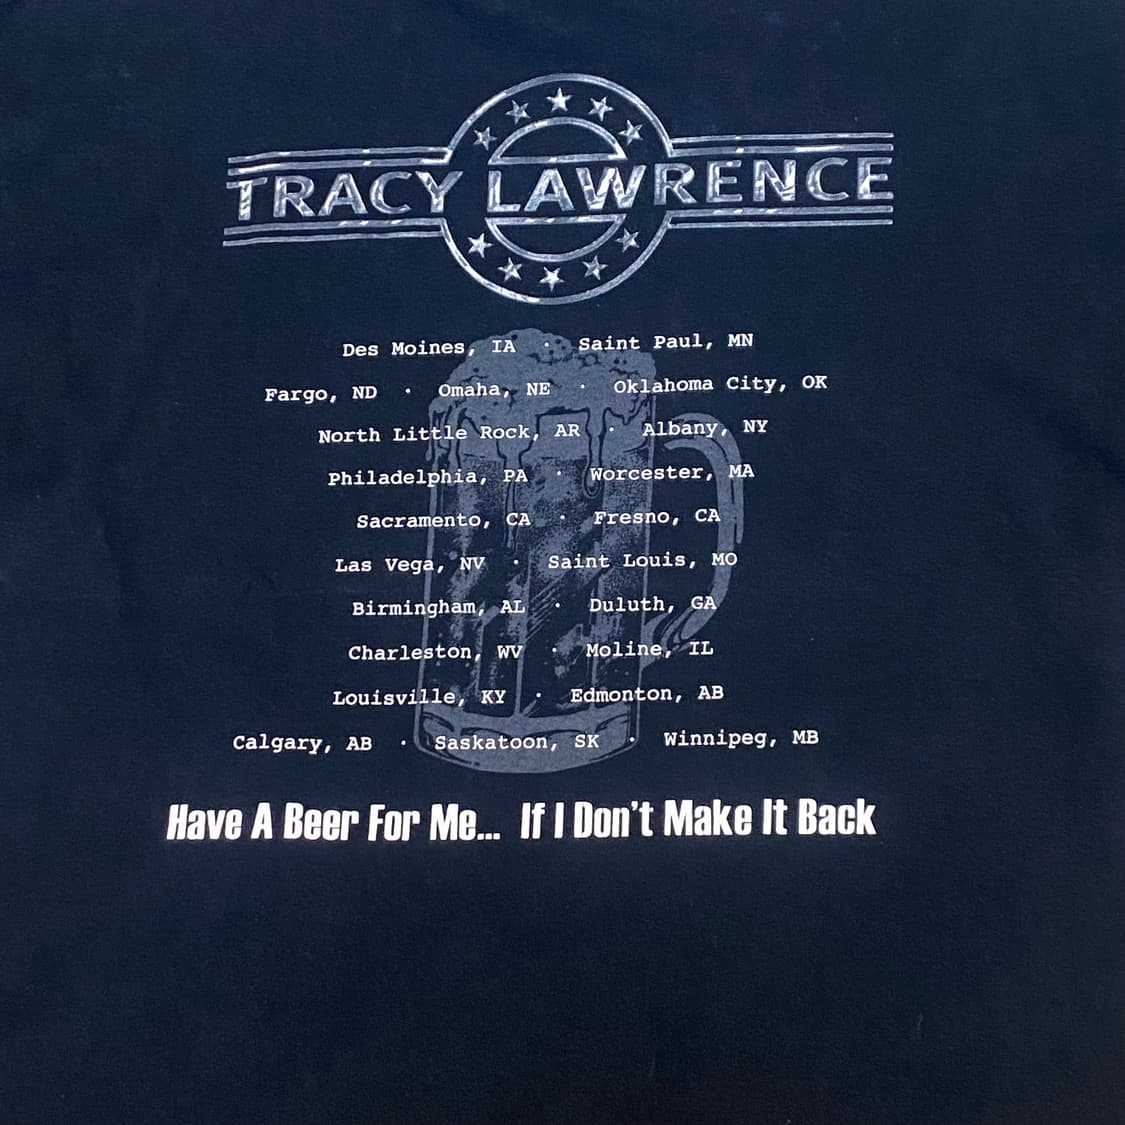 TRACY LAWRENCE
Des Moines, IA · Saint Paul, MN
Fargo, ND · Omaha, NE · Oklahoma City, OK
North Little Rock, AR · Albany, NY
Philadelphia, PA · Worcester, MA
Sacramento, CA · Fresno, CA
Las Vega, NV · Saint Louis, MO
Birmingham, AL · Duluth, GA
Charleston, WV · Moline, IL
Louisville, KY · Edmonton, AB
Calgary, AB · Saskatoon, SK · Winnipeg, MB
Have A Beer For Me... If I Don't Make It Back